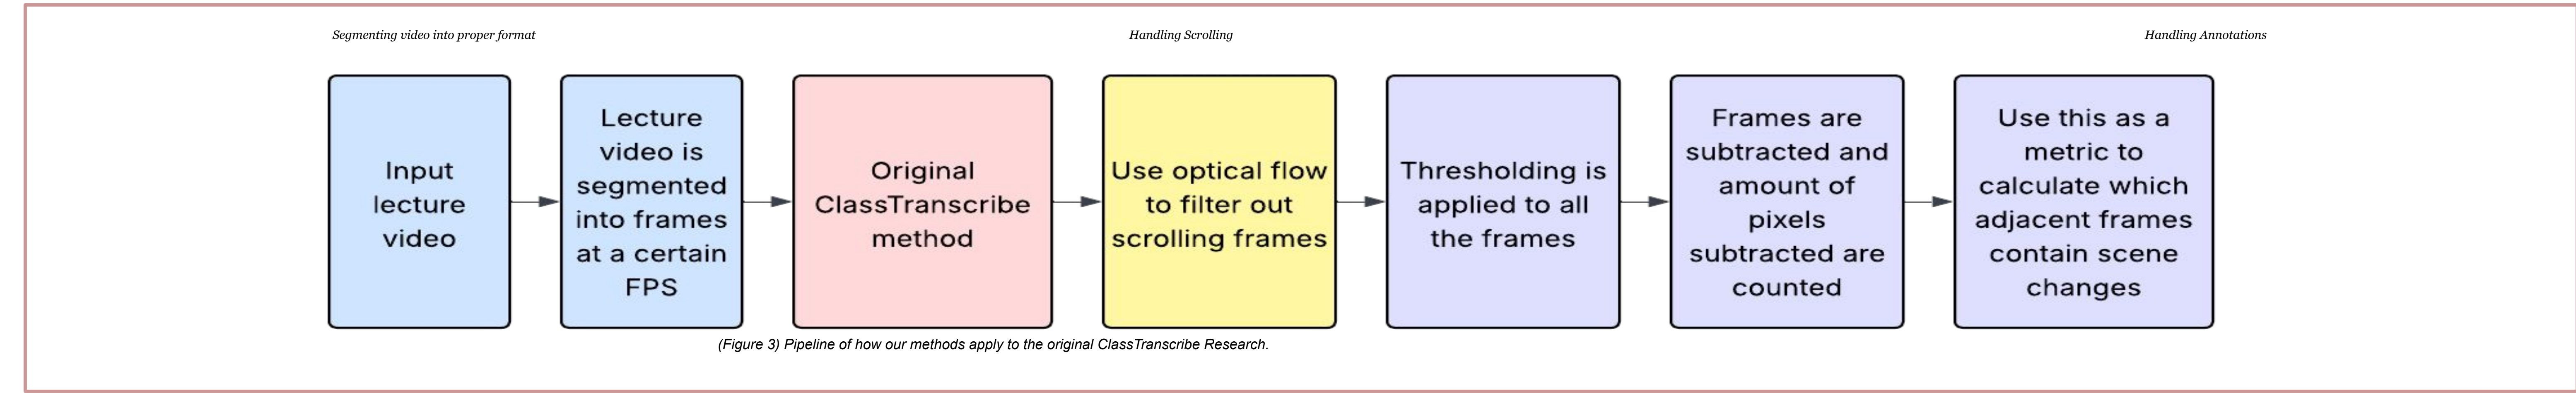 Segmenting video into proper format
Handling Scrolling
Handling Annotations
Input
lecture
video
Lecture
video is
segmented
into frames
at a certain
FPS
Original
ClassTranscribe
method
Use optical flow
to filter out
scrolling frames
Thresholding is
applied to all
the frames
Frames are
subtracted and
amount of
pixels
subtracted are
counted
Use this as a
metric to
calculate which
adjacent frames
contain scene
changes
(Figure 3) Pipeline of how our methods apply to the original ClassTranscribe Research.